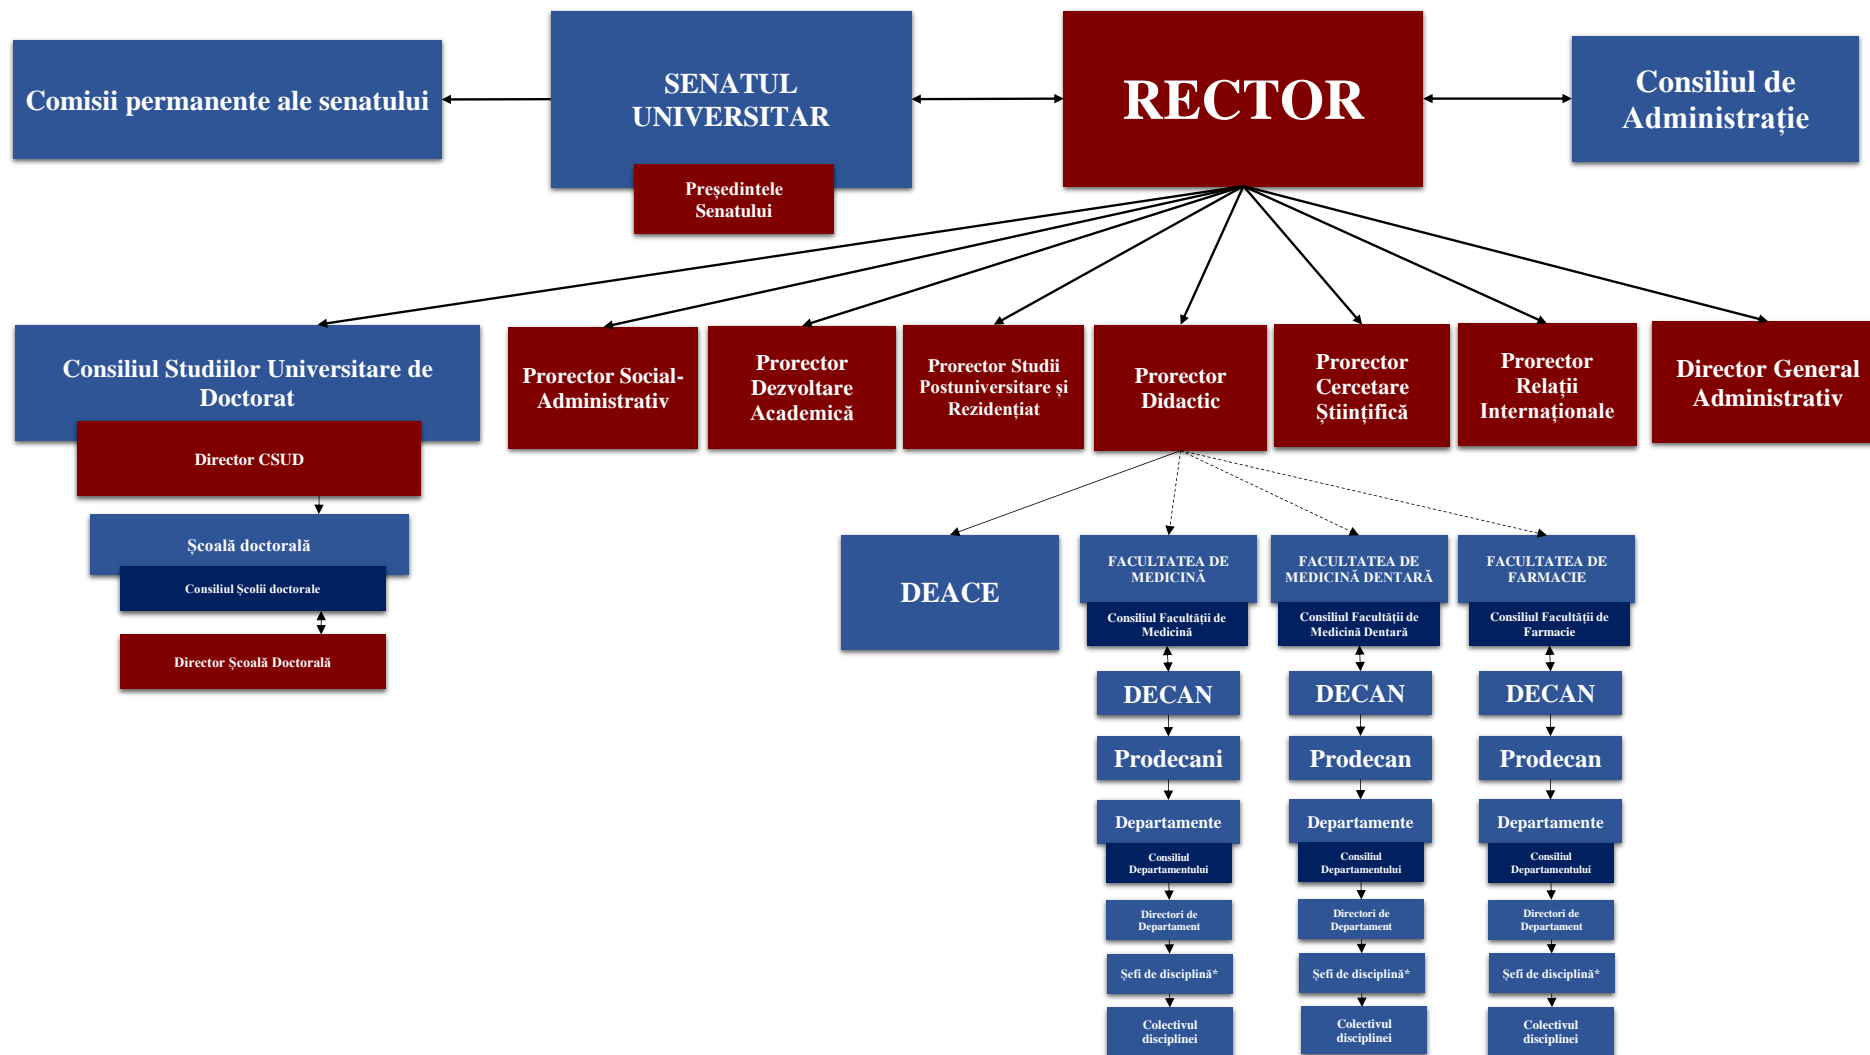 Comisii permanente ale senatului
SENATUL
UNIVERSITAR
Președintele
Senatului
RECTOR
Consiliul de
Administrație
Consiliul Studiilor Universitare de
Doctorat
Director CSUD
Școală doctorală
Consiliul Școlii doctorale
Director Școală Doctorală
Prorector Social-
Administrativ
Prorector
Dezvoltare
Academică
Prorector Studii
Postuniversitare și
Rezidențiat
Prorector
Didactic
Prorector
Cercetare
Științifică
Prorector
Relații
Internaționale
Director General
Administrativ
DEACE
FACULTATEA DE
MEDICINĂ
Consiliul Facultății de
Medicină
DECAN
Prodecani
Departamente
Consiliul
Departamentului
Directori de
Departament
Șefi de disciplină*
Colectivul
disciplinei
FACULTATEA DE
MEDICINĂ DENTARĂ
Consiliul Facultății de
Medicină Dentară
DECAN
Prodecan
Departamente
Consiliul
Departamentului
Directori de
Departament
Șefi de disciplină*
Colectivul
disciplinei
FACULTATEA DE
FARMACIE
Consiliul Facultății de
Farmacie
DECAN
Prodecan
Departamente
Consiliul
Departamentului
Directori de
Departament
Șefi de disciplină*
Colectivul
disciplinei